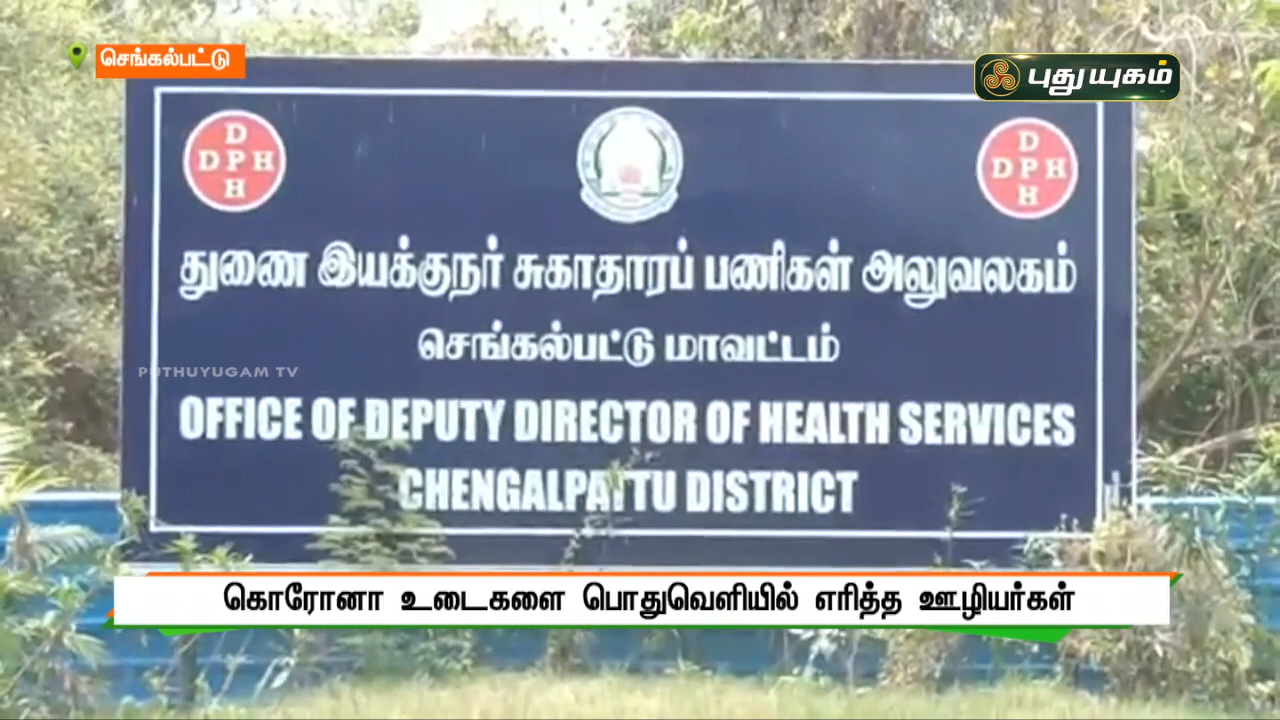 செங்கல்பட்டு
புதுயுகம்
D
DPH
H
D
DPH
H
துணை இயக்குநர் சுகாதாரப் பணிகள் அலுவலகம்
செங்கல்பட்டு மாவட்டம்
PUTHUYUGAM TV
OFFICE OF DEPUTY DIRECTOR OF HEALTH SERVICES
CHENGALPATTU DISTRICT
கொரோனா உடைகளை பொதுவெளியில் எரித்த ஊழியர்கள்